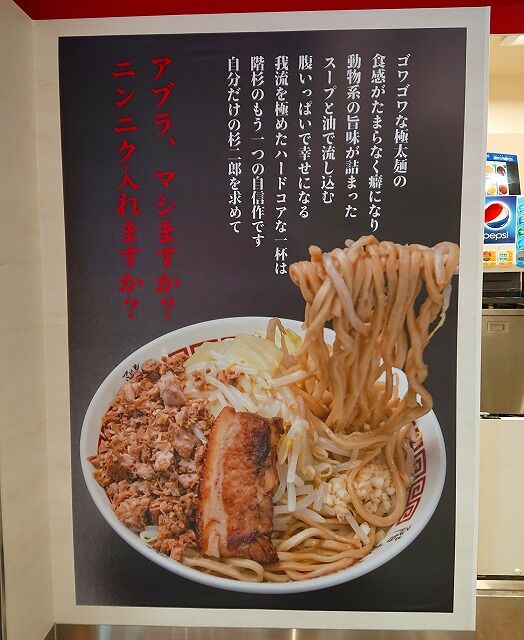 ゴワゴワな極太麺の
食感がたまらなく癖になり
動物系の旨味が詰まった
スープと油で流し込む
腹いっぱいで幸せになる
我流を極めたハードコアな一杯は
階杉のもう一つの自信作です
自分だけの杉二郎を求めて
アブラ、マシますか?
ニンニク入れますか?
pepsi